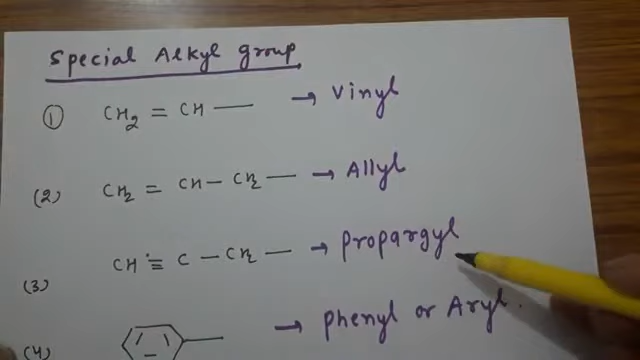 Special Alkyl group
① CH₂ = CH — → Vinyl
(2) CH₂ = CH – CH₂ — → Allyl
(3) CH ≡ C – CH₂ — → propargyl
(4) → phenyl or Aryl.